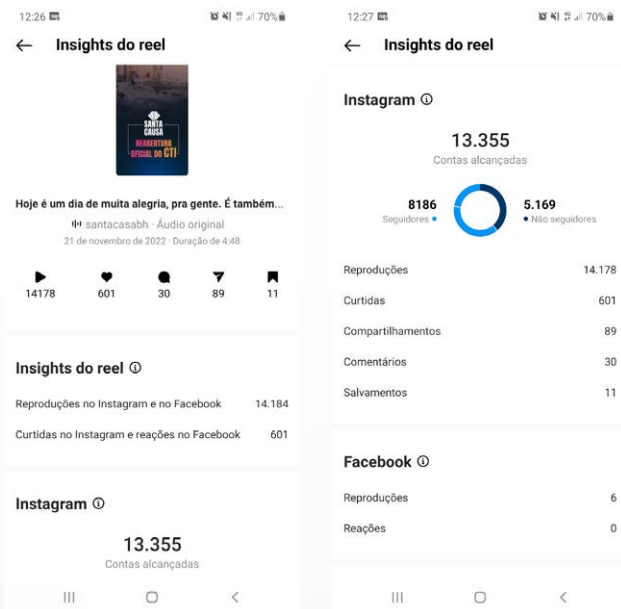 12:26
70%
Insights do reel
SANTA
CAUSA
REABERTURA
OFICIAL DO CTI
Hoje é um dia de muita alegria, pra gente. É também...
santacasabh · Áudio original
21 de novembro de 2022 · Duração de 4:48
14178 601 30 89 11
Insights do reel
Reproduções no Instagram e no Facebook 14.184
Curtidas no Instagram e reações no Facebook 601
Instagram
13.355
Contas alcançadas
12:27
70%
Insights do reel
Instagram
13.355
Contas alcançadas
8186 5.169
Seguidores Não seguidores
Reproduções 14.178
Curtidas 601
Compartilhamentos 89
Comentários 30
Salvamentos 11
Facebook
Reproduções 6
Reações 0